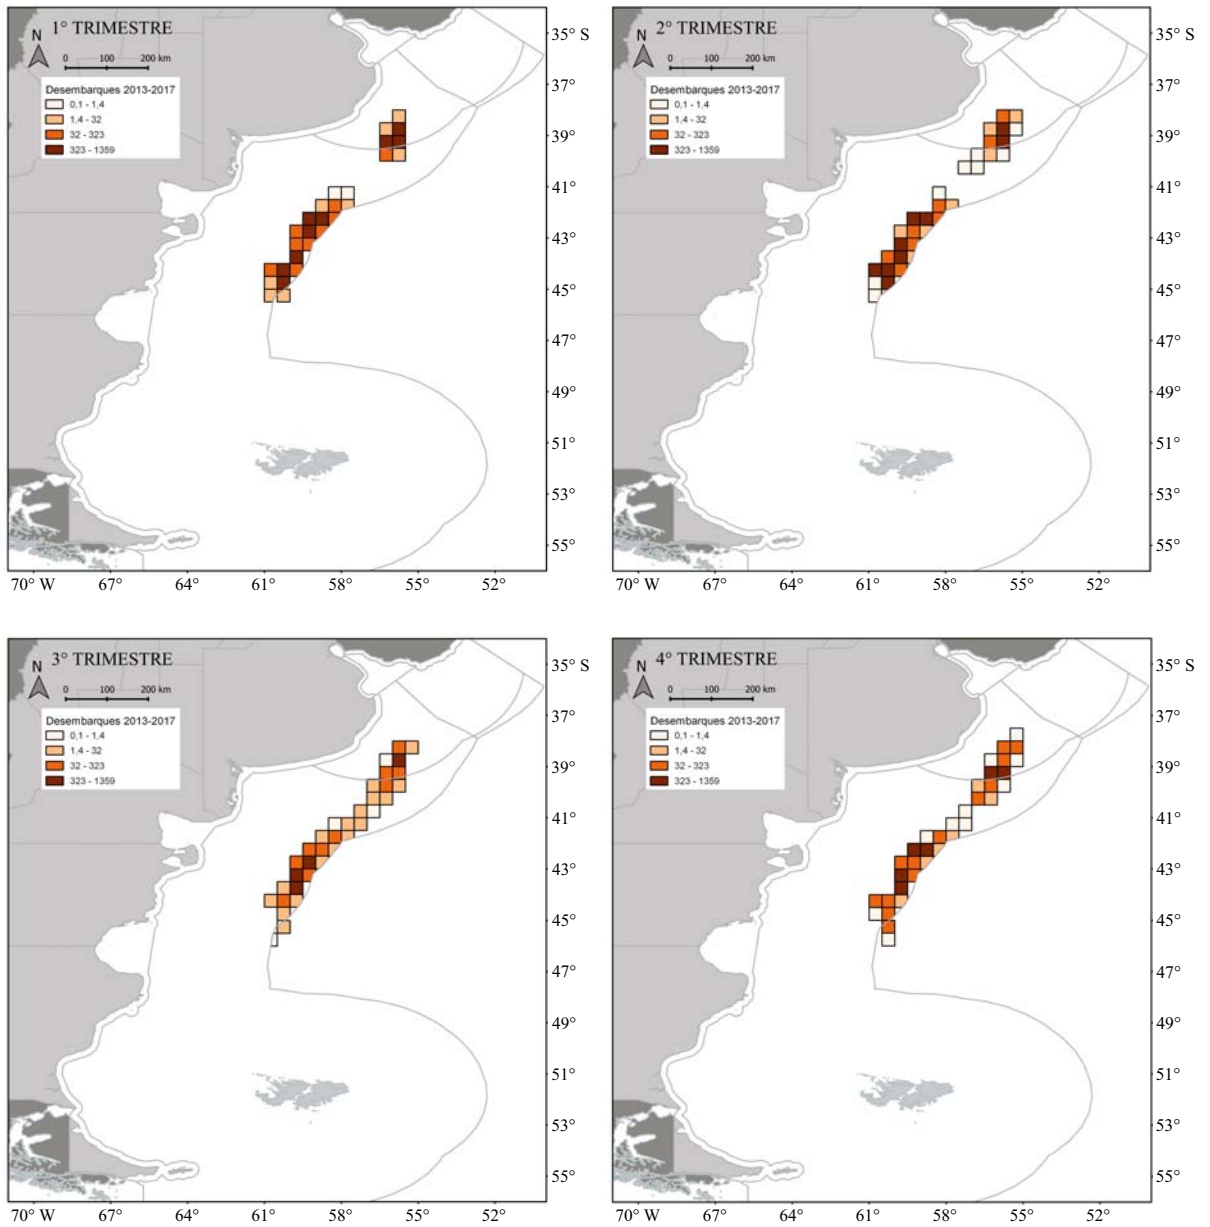 1° TRIMESTRE
N
0 100 200 km
Desembarques 2013-2017
0,1 - 1,4
1,4 - 32
32 - 323
323 - 1359
35° S
37°
39°
41°
43°
45°
47°
49°
51°
53°
55°
70° W 67° 64° 61° 58° 55° 52°
2° TRIMESTRE
N
0 100 200 km
Desembarques 2013-2017
0,1 - 1,4
1,4 - 32
32 - 323
323 - 1359
35° S
37°
39°
41°
43°
45°
47°
49°
51°
53°
55°
70° W 67° 64° 61° 58° 55° 52°
3° TRIMESTRE
N
0 100 200 km
Desembarques 2013-2017
0,1 - 1,4
1,4 - 32
32 - 323
323 - 1359
35° S
37°
39°
41°
43°
45°
47°
49°
51°
53°
55°
70° W 67° 64° 61° 58° 55° 52°
4° TRIMESTRE
N
0 100 200 km
Desembarques 2013-2017
0,1 - 1,4
1,4 - 32
32 - 323
323 - 1359
35° S
37°
39°
41°
43°
45°
47°
49°
51°
53°
55°
70° W 67° 64° 61° 58° 55° 52°